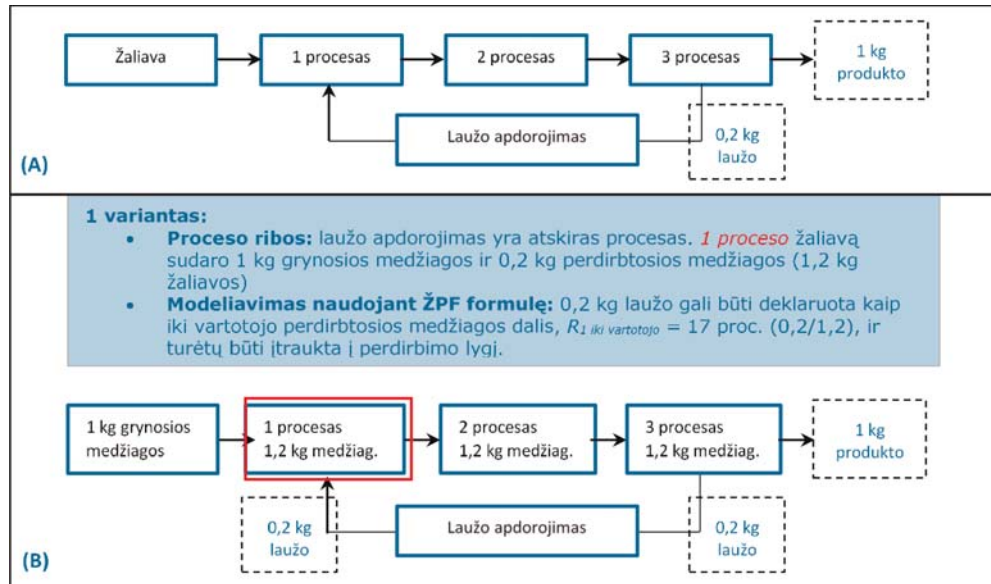 Žaliava
1 procesas
2 procesas
3 procesas
1 kg
produkto
Laužo apdorojimas
0,2 kg
laužo
(A)
1 variantas:
• Proceso ribos: laužo apdorojimas yra atskiras procesas. 1 proceso žaliavą
sudaro 1 kg grynosios medžiagos ir 0,2 kg perdirbtosios medžiagos (1,2 kg
žaliavos)
• Modeliavimas naudojant ŽPF formulę: 0,2 kg laužo gali būti deklaruota kaip
iki vartotojo perdirbtosios medžiagos dalis, R1 iki vartotojo = 17 proc. (0,2/1,2), ir
turėtų būti įtraukta į perdirbimo lygį.
1 kg grynosios
medžiagos
1 procesas
1,2 kg medžiag.
2 procesas
1,2 kg medžiag.
3 procesas
1,2 kg medžiag.
1 kg
produkto
0,2 kg
laužo
Laužo apdorojimas
0,2 kg
laužo
(B)